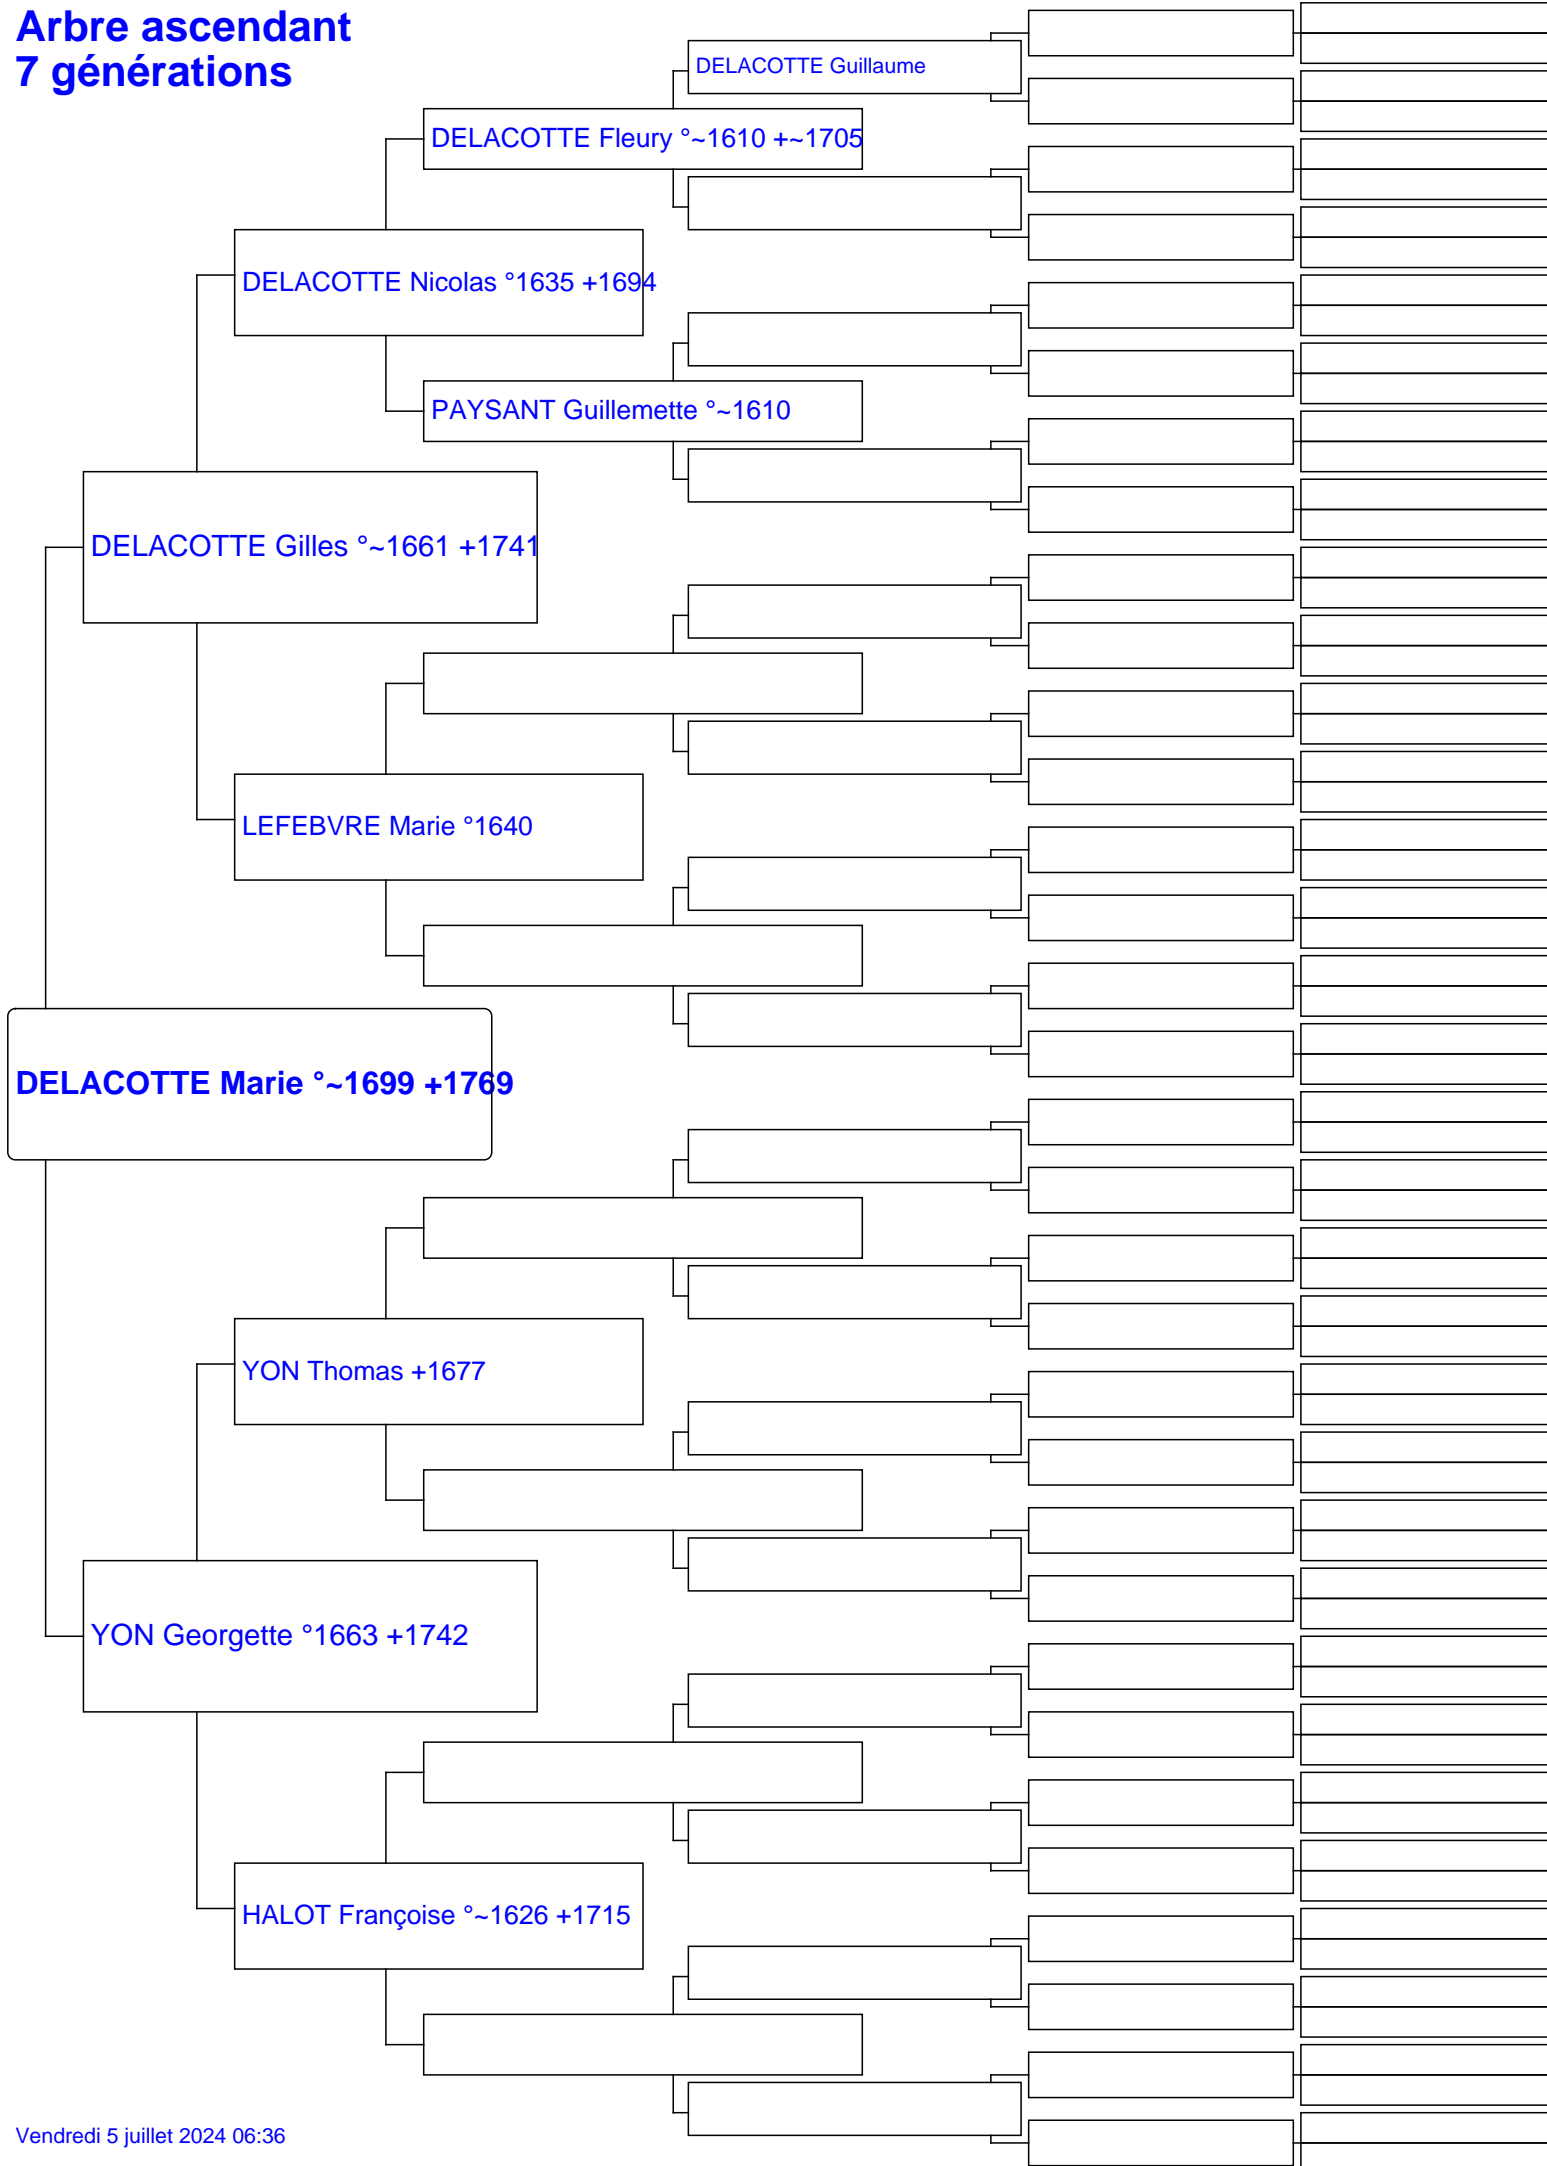 Arbre ascendant
7 générations
DELACOTTE Guillaume
DELACOTTE Fleury °~1610 +~1705
DELACOTTE Nicolas °1635 +1694
PAYSANT Guillemette °~1610
DELACOTTE Gilles °~1661 +1741
LEFEBVRE Marie °1640
DELACOTTE Marie °~1699 +1769
YON Thomas +1677
YON Georgette °1663 +1742
HALOT Françoise °~1626 +1715
Vendredi 5 juillet 2024 06:36